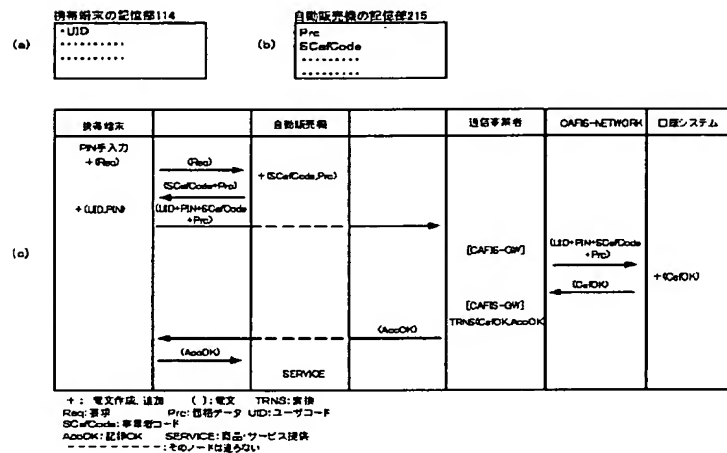 携帯端末の記憶部114
自動販売機の記憶部215
(a)
・UID
(b)
Prc
SCafCode
携帯端末
自動販売機
通信事業者
CAFIS-NETWORK
口座システム
(c)
PIN手入力
+(Req)
(Req)
+(SCafCode,Prc)
(SCafCode+Prc)
+(UID,PIN)
(UID+PIN+SCafCode
+Prc)
[CAFIS-GW]
(UID+PIN+SCafCode
+Prc)
+(CafOK)
(CafOK)
[CAFIS-GW]
TRNS(CafOK,AccOK)
(AccOK)
(AccOK)
SERVICE
+: 電文作成、追加 ( ):電文 TRNS:変換
Req:要求 Prc:価格データ UID:ユーザコード
SCafCode:事業者コード
AccOK:記録OK SERVICE:商品・サービス提供
------------:そのノードは通らない